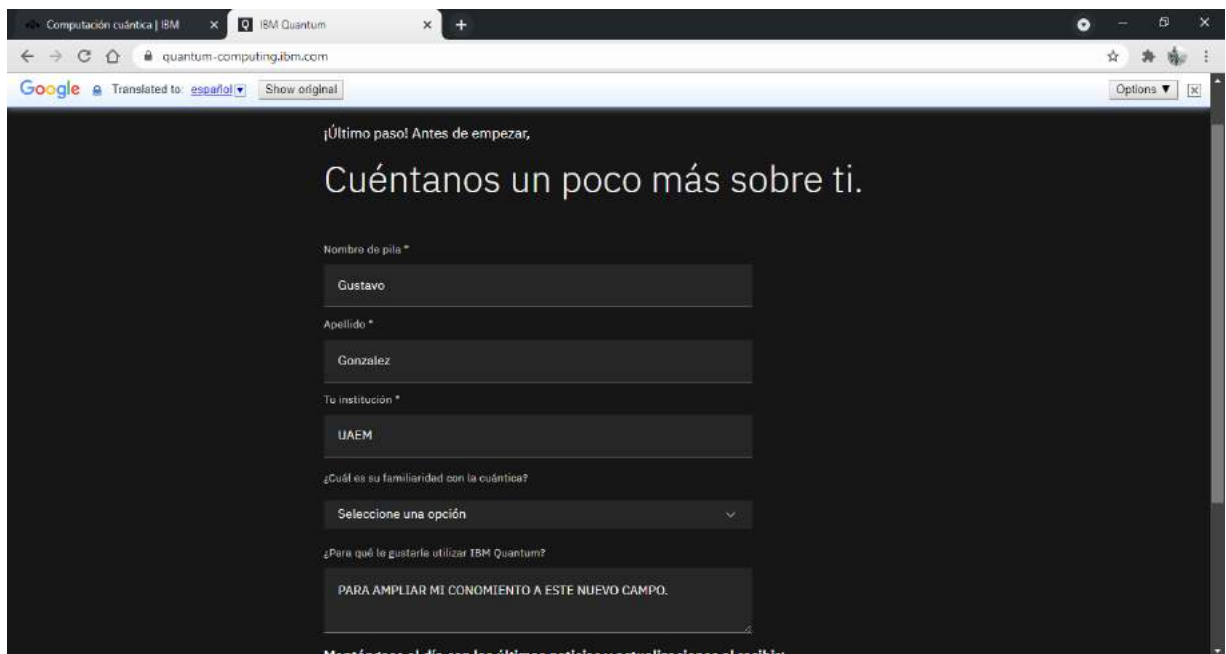 Computación cuántica | IBM
IBM Quantum
quantum-computing.ibm.com
Google Translated to: español Show original
Options
¡Último paso! Antes de empezar,
Cuéntanos un poco más sobre ti.
Nombre de pila *
Gustavo
Apellido *
Gonzalez
Tu institución *
UAEM
¿Cuál es su familiaridad con la cuántica?
Seleccione una opción
¿Para qué le gustaría utilizar IBM Quantum?
PARA AMPLIAR MI CONOMIENTO A ESTE NUEVO CAMPO.